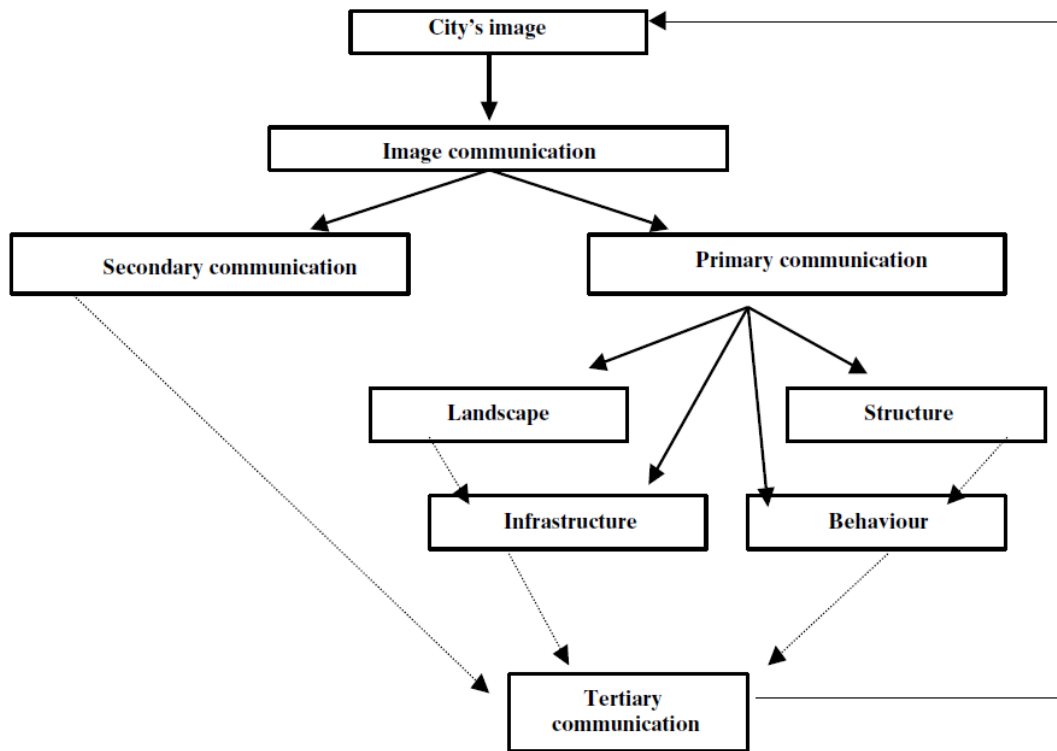 City’s image
Image communication
Secondary communication
Primary communication
Landscape
Structure
Infrastructure
Behaviour
Tertiary
communication